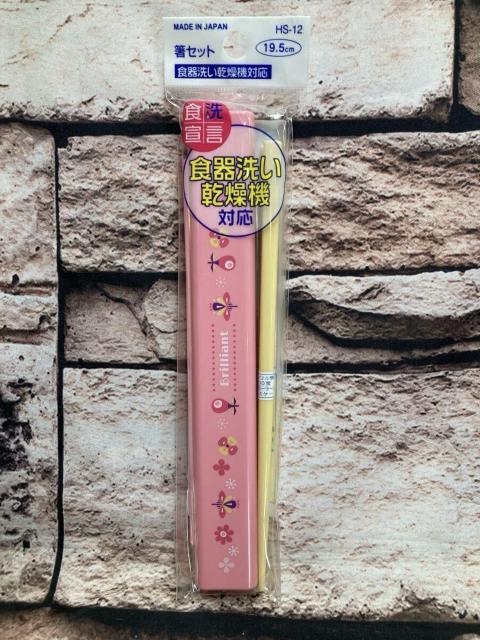 MADE IN JAPAN
HS-12
箸セット
19.5cm
食器洗い乾燥機対応
食洗
宣言
食器洗い
乾燥機
対応
Brilliant